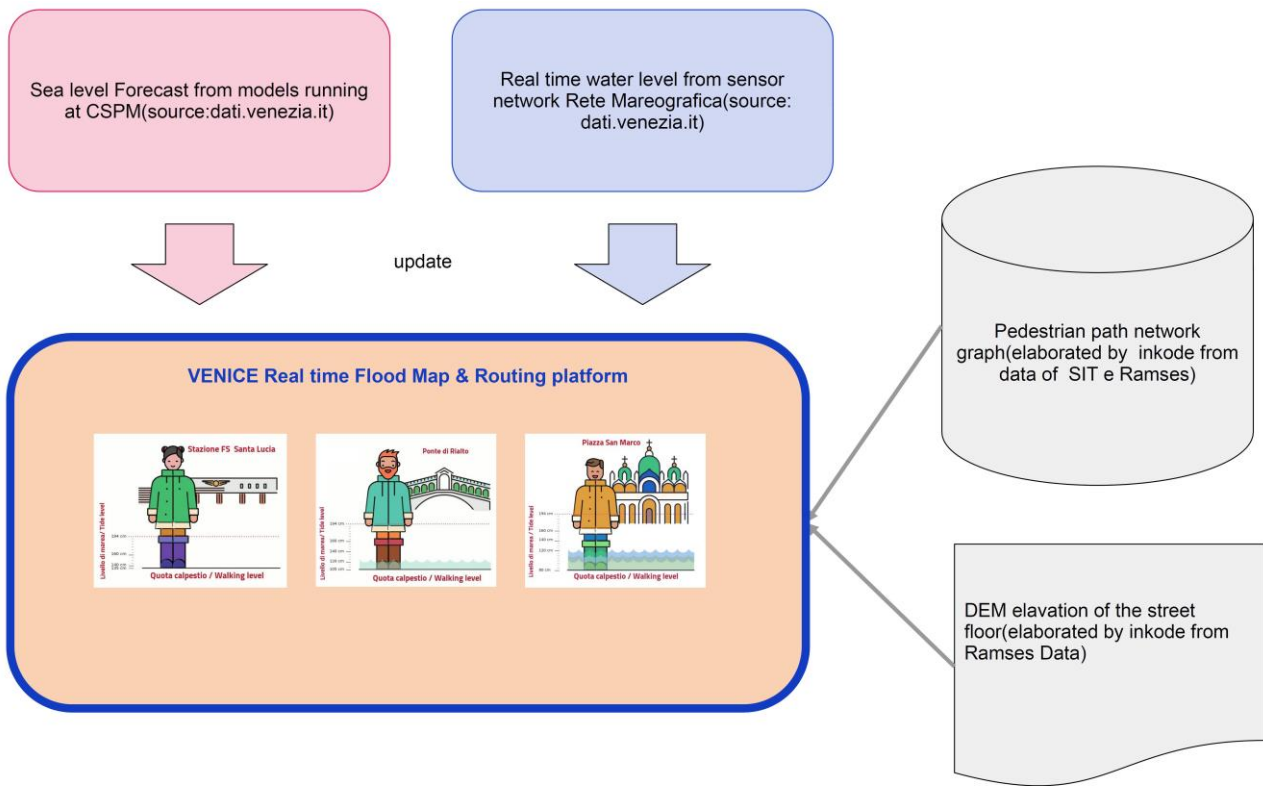 Sea level Forecast from models running
at CSPM(source:dati.venezia.it)
Real time water level from sensor
network Rete Mareografica(source:
dati.venezia.it)
update
Pedestrian path network
graph(elaborated by inkode from
data of SIT e Ramses)
VENICE Real time Flood Map & Routing platform
Stazione FS Santa Lucia
Livello di marea/ Tide level
194 cm
Quota calpestio / Walking level
Ponte di Rialto
Livello di marea/ Tide level
Quota calpestio / Walking level
Piazza San Marco
Livello di marea/ Tide level
Quota calpestio / Walking level
DEM elavation of the street
floor(elaborated by inkode from
Ramses Data)